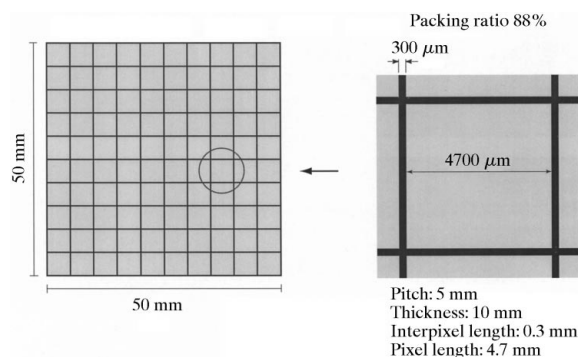 Packing ratio 88%
300 μm
50 mm
4700 μm
50 mm
Pitch: 5 mm
Thickness: 10 mm
Interpixel length: 0.3 mm
Pixel length: 4.7 mm